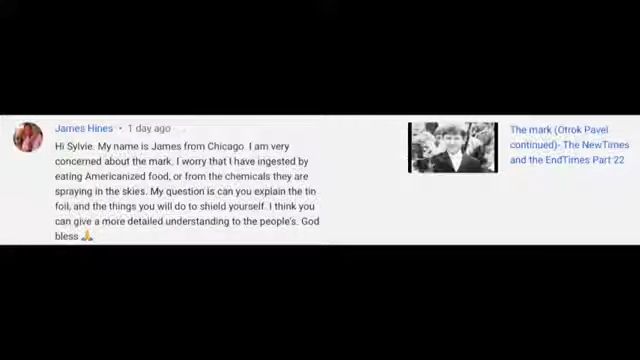 James Hines • 1 day ago
Hi Sylvie. My name is James from Chicago. I am very
concerned about the mark. I worry that I have ingested by
eating Americanized food, or from the chemicals they are
spraying in the skies. My question is can you explain the tin
foil, and the things you will do to shield yourself. I think you
can give a more detailed understanding to the people's. God
bless 🙏
The mark (Otrok Pavel
continued)- The NewTimes
and the EndTimes Part 22